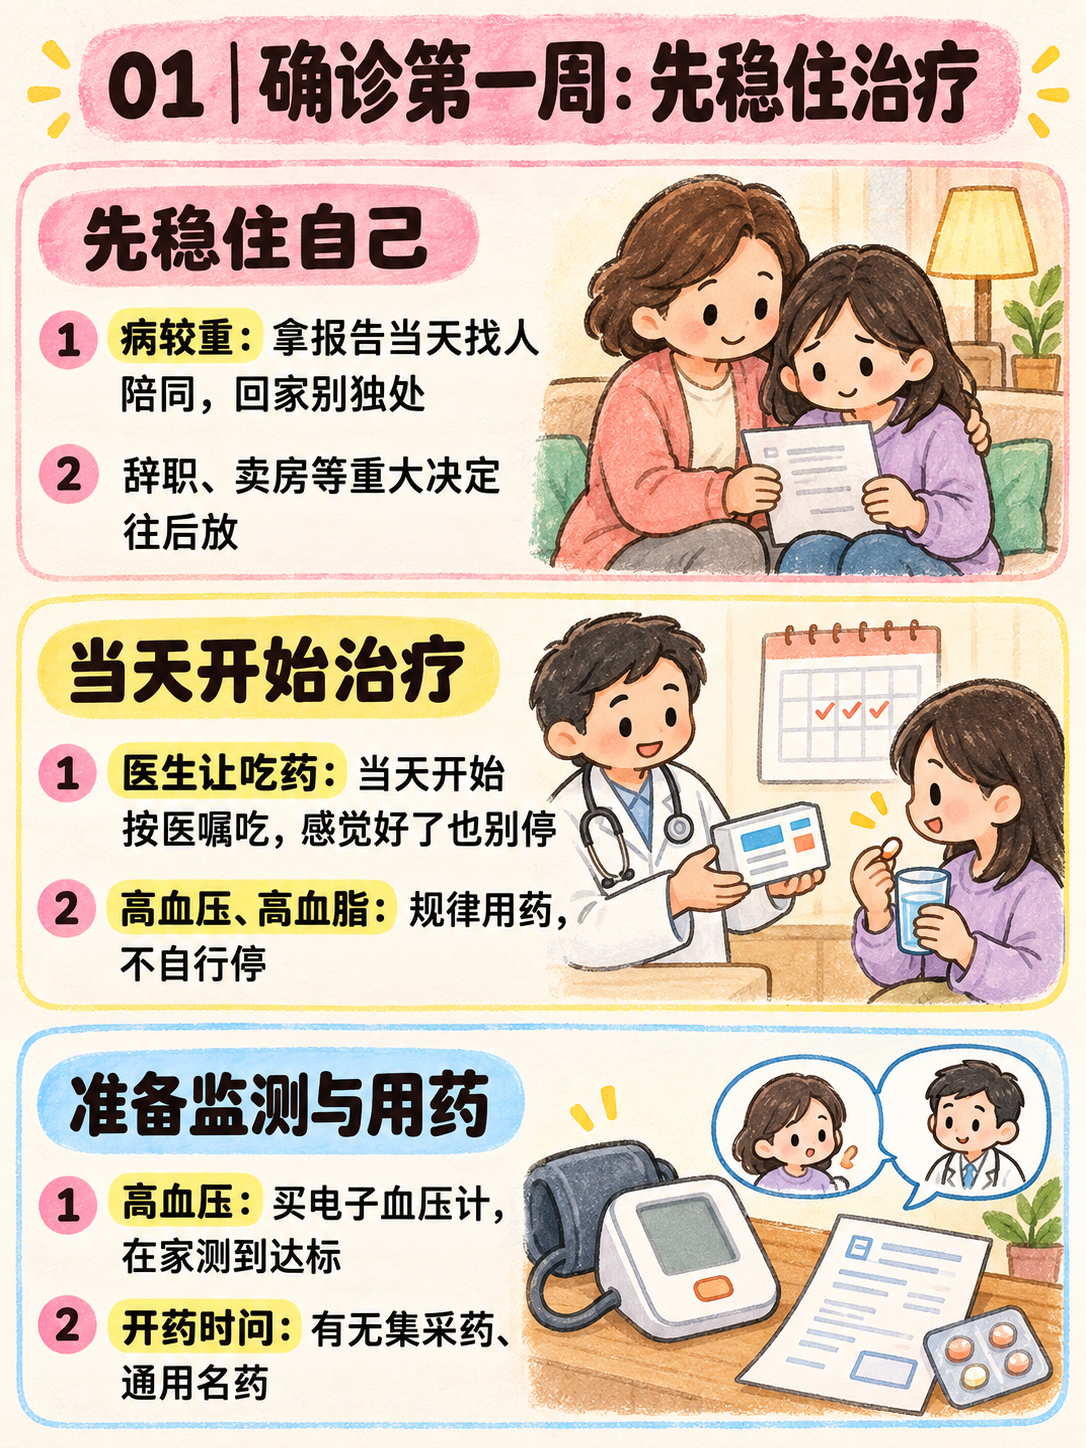 01｜确诊第一周：先稳住治疗
先稳住自己
1 病较重：拿报告当天找人
陪同，回家别独处
2 辞职、卖房等重大决定
往后放
当天开始治疗
1 医生让吃药：当天开始
按医嘱吃，感觉好了也别停
2 高血压、高血脂：规律用药，
不自行停
准备监测与用药
1 高血压：买电子血压计，
在家测到达标
2 开药时问：有无集采药、
通用名药